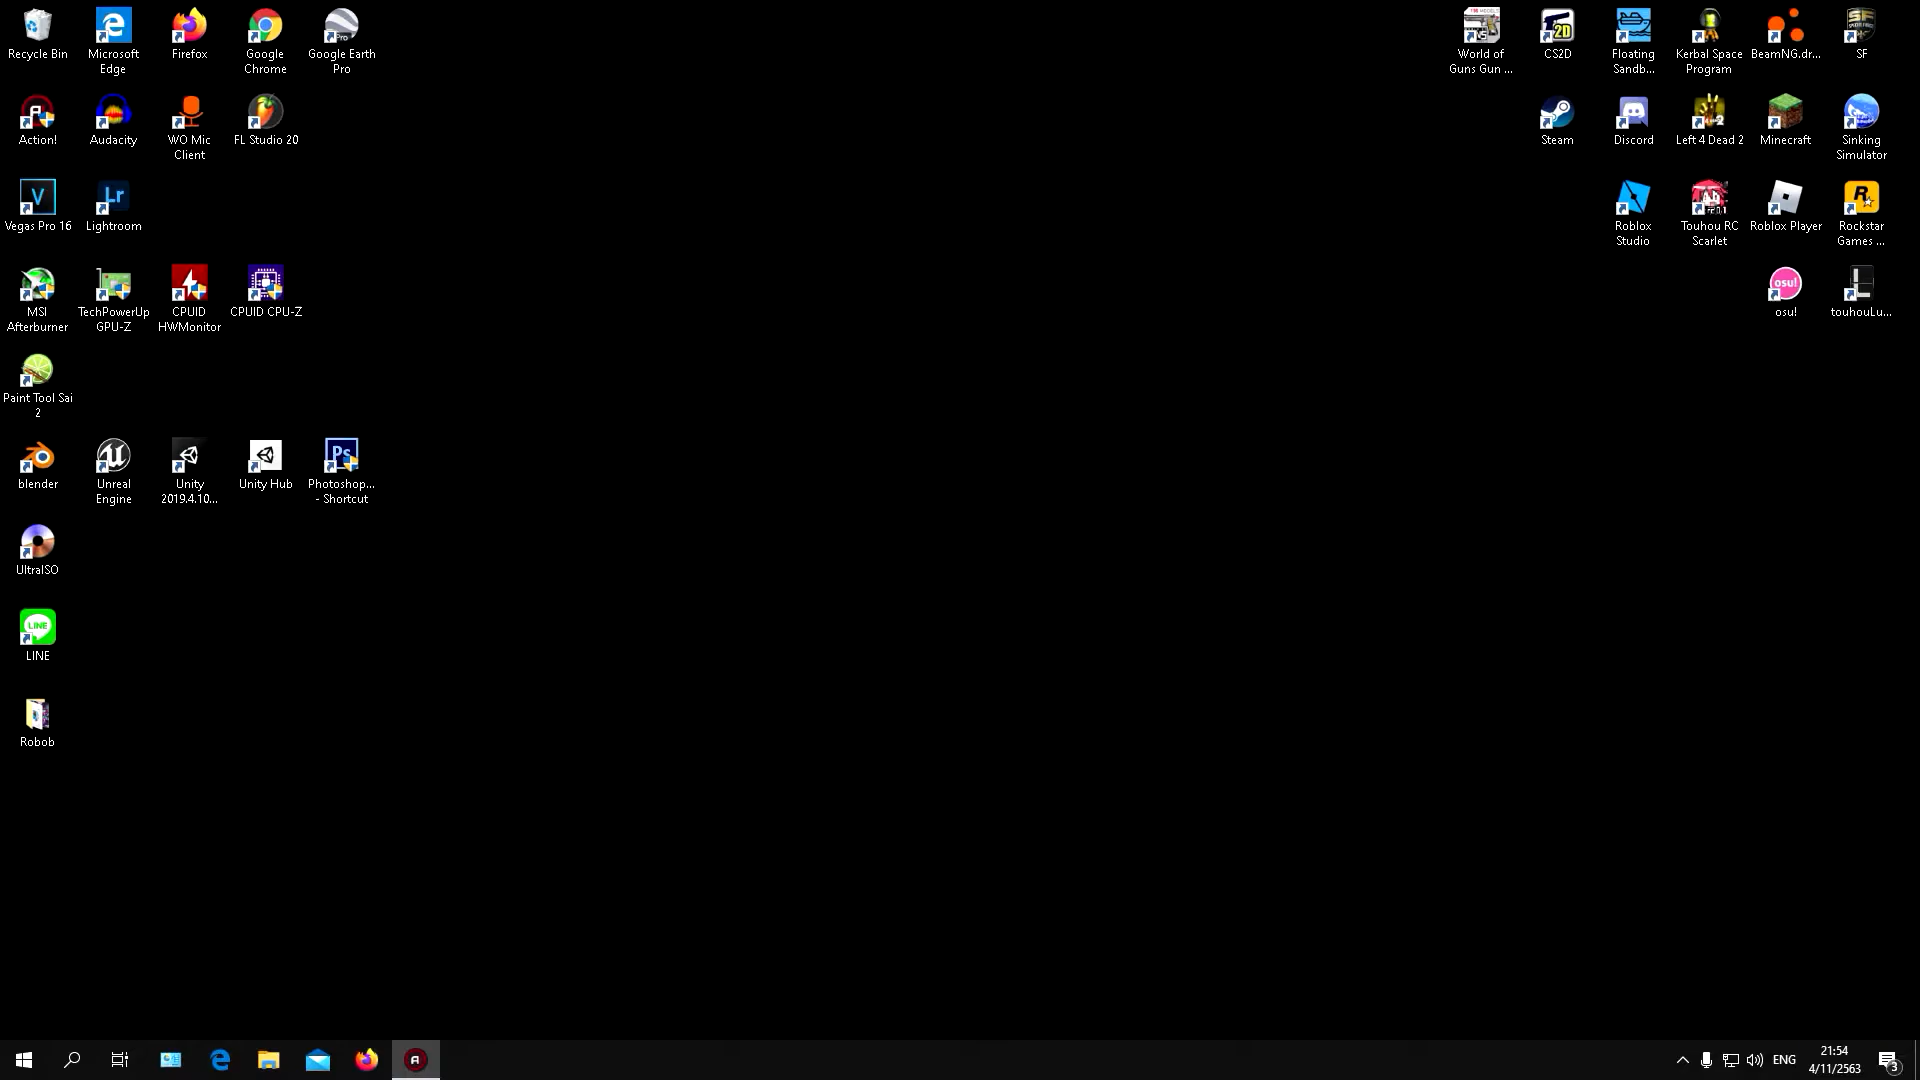 Recycle Bin
Microsoft
Edge
Firefox
Google
Chrome
Google Earth
Pro
World of
Guns Gun ...
CS2D
Floating
Sandb...
Kerbal Space
Program
BeamNG.dr...
SF
Action!
Audacity
WO Mic
Client
FL Studio 20
Steam
Discord
Left 4 Dead 2
Minecraft
Sinking
Simulator
Vegas Pro 16
Lightroom
Roblox
Studio
Touhou RC
Scarlet
Roblox Player
Rockstar
Games ...
MSI
Afterburner
TechPowerUp
GPU-Z
CPUID
HWMonitor
CPUID CPU-Z
osu!
osu!
touhouLu...
Paint Tool Sai
2
blender
Unreal
Engine
Unity
2019.4.10...
Unity Hub
Ps
Photoshop...
- Shortcut
UltraISO
LINE
LINE
Robob
ENG
21:54
4/11/2563
3